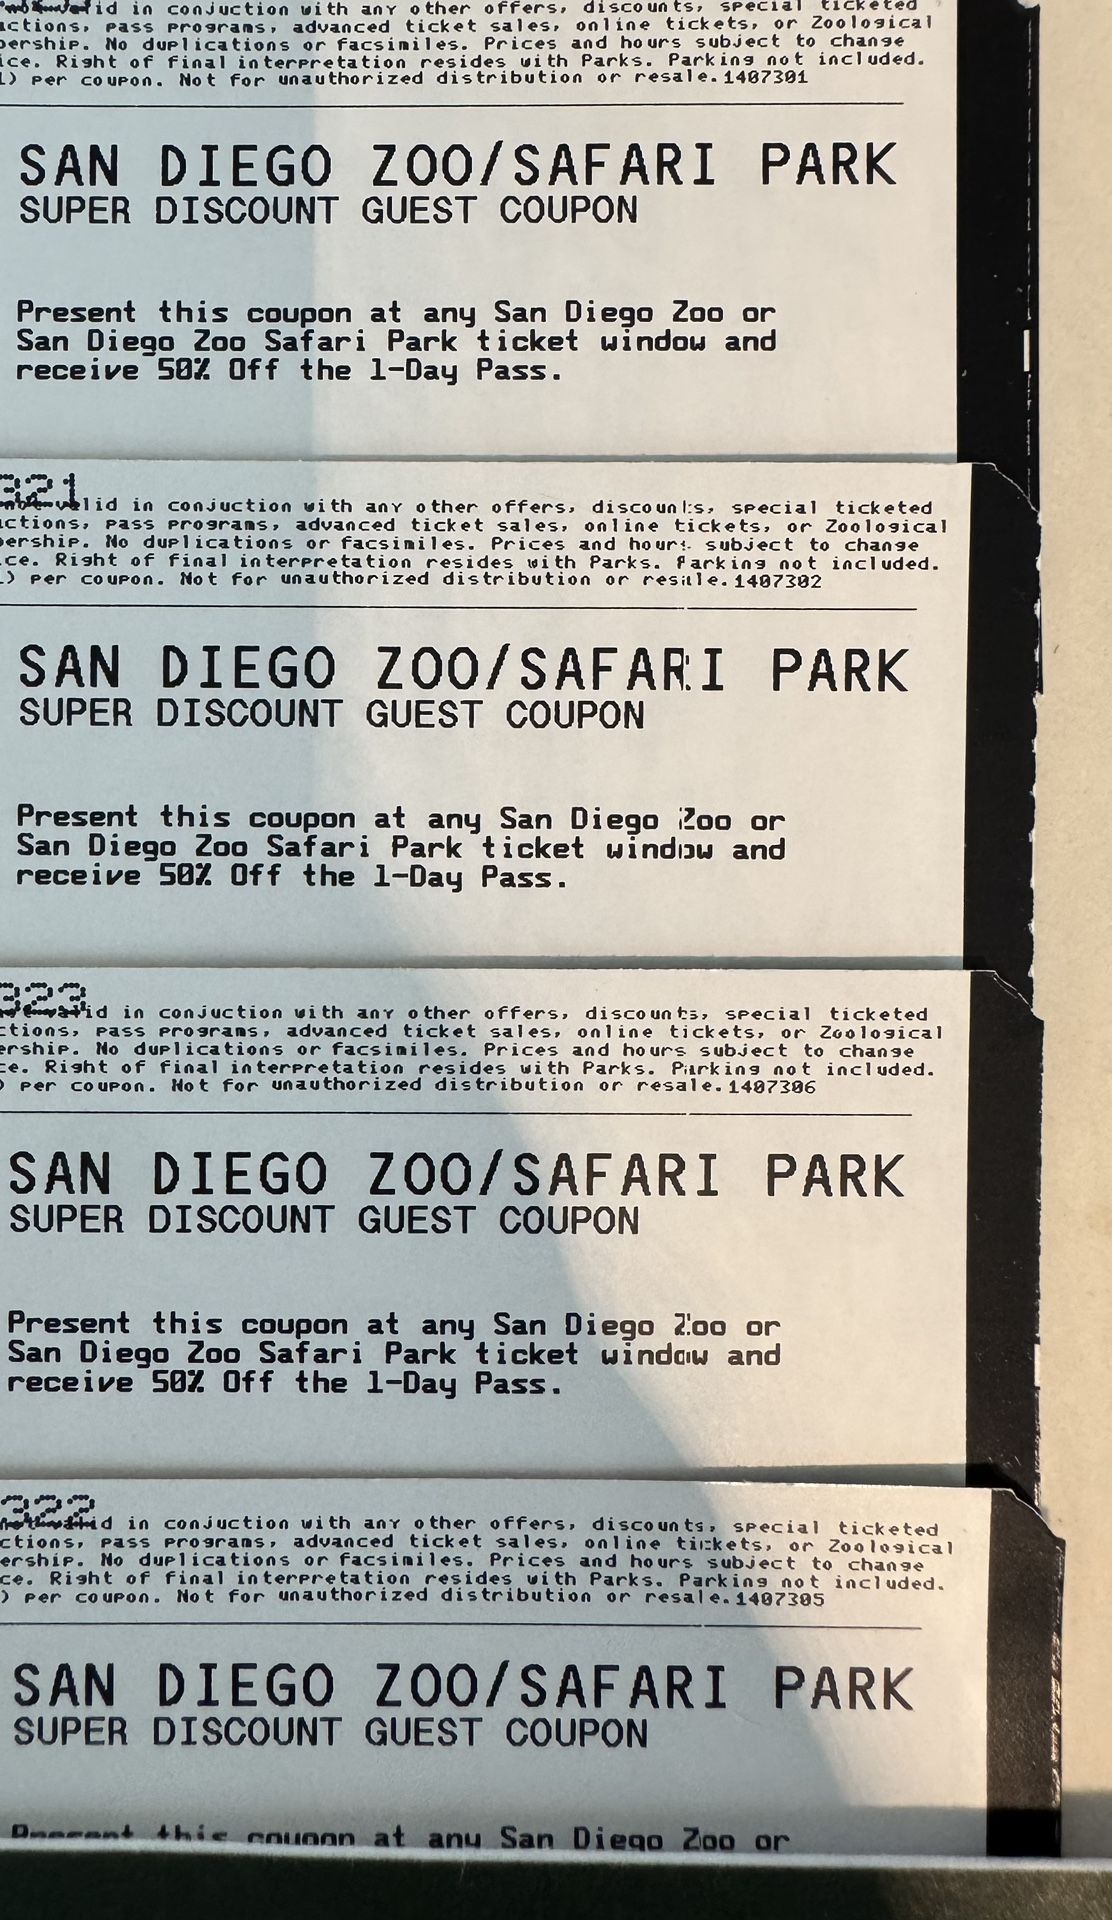 id in conjuction with any other offers, discounts, special ticketed
ctions, pass programs, advanced ticket sales, online tickets, or Zoological
ership. No duplications or facsimiles. Prices and hours subject to change
ice. Right of final interpretation resides with Parks. Parking not included.
) per coupon. Not for unauthorized distribution or resale.1407301
SAN DIEGO ZOO/SAFARI PARK
SUPER DISCOUNT GUEST COUPON
Present this coupon at any San Diego Zoo or
San Diego Zoo Safari Park ticket window and
receive 50% Off the 1-Day Pass.
321
not valid in conjuction with any other offers, discounts, special ticketed
ctions, pass programs, advanced ticket sales, online tickets, or Zoological
ership. No duplications or facsimiles. Prices and hours subject to change
ce. Right of final interpretation resides with Parks. Parking not included.
) per coupon. Not for unauthorized distribution or resale.1407302
SAN DIEGO ZOO/SAFARI PARK
SUPER DISCOUNT GUEST COUPON
Present this coupon at any San Diego Zoo or
San Diego Zoo Safari Park ticket window and
receive 50% Off the 1-Day Pass.
323
not valid in conjuction with any other offers, discounts, special ticketed
ctions, pass programs, advanced ticket sales, online tickets, or Zoological
ership. No duplications or facsimiles. Prices and hours subject to change
ce. Right of final interpretation resides with Parks. Parking not included.
) per coupon. Not for unauthorized distribution or resale.1407306
SAN DIEGO ZOO/SAFARI PARK
SUPER DISCOUNT GUEST COUPON
Present this coupon at any San Diego Zoo or
San Diego Zoo Safari Park ticket window and
receive 50% Off the 1-Day Pass.
322
not valid in conjuction with any other offers, discounts, special ticketed
ctions, pass programs, advanced ticket sales, online tickets, or Zoological
ership. No duplications or facsimiles. Prices and hours subject to change
ce. Right of final interpretation resides with Parks. Parking not included.
) per coupon. Not for unauthorized distribution or resale.1407305
SAN DIEGO ZOO/SAFARI PARK
SUPER DISCOUNT GUEST COUPON
Present this coupon at any San Diego Zoo or